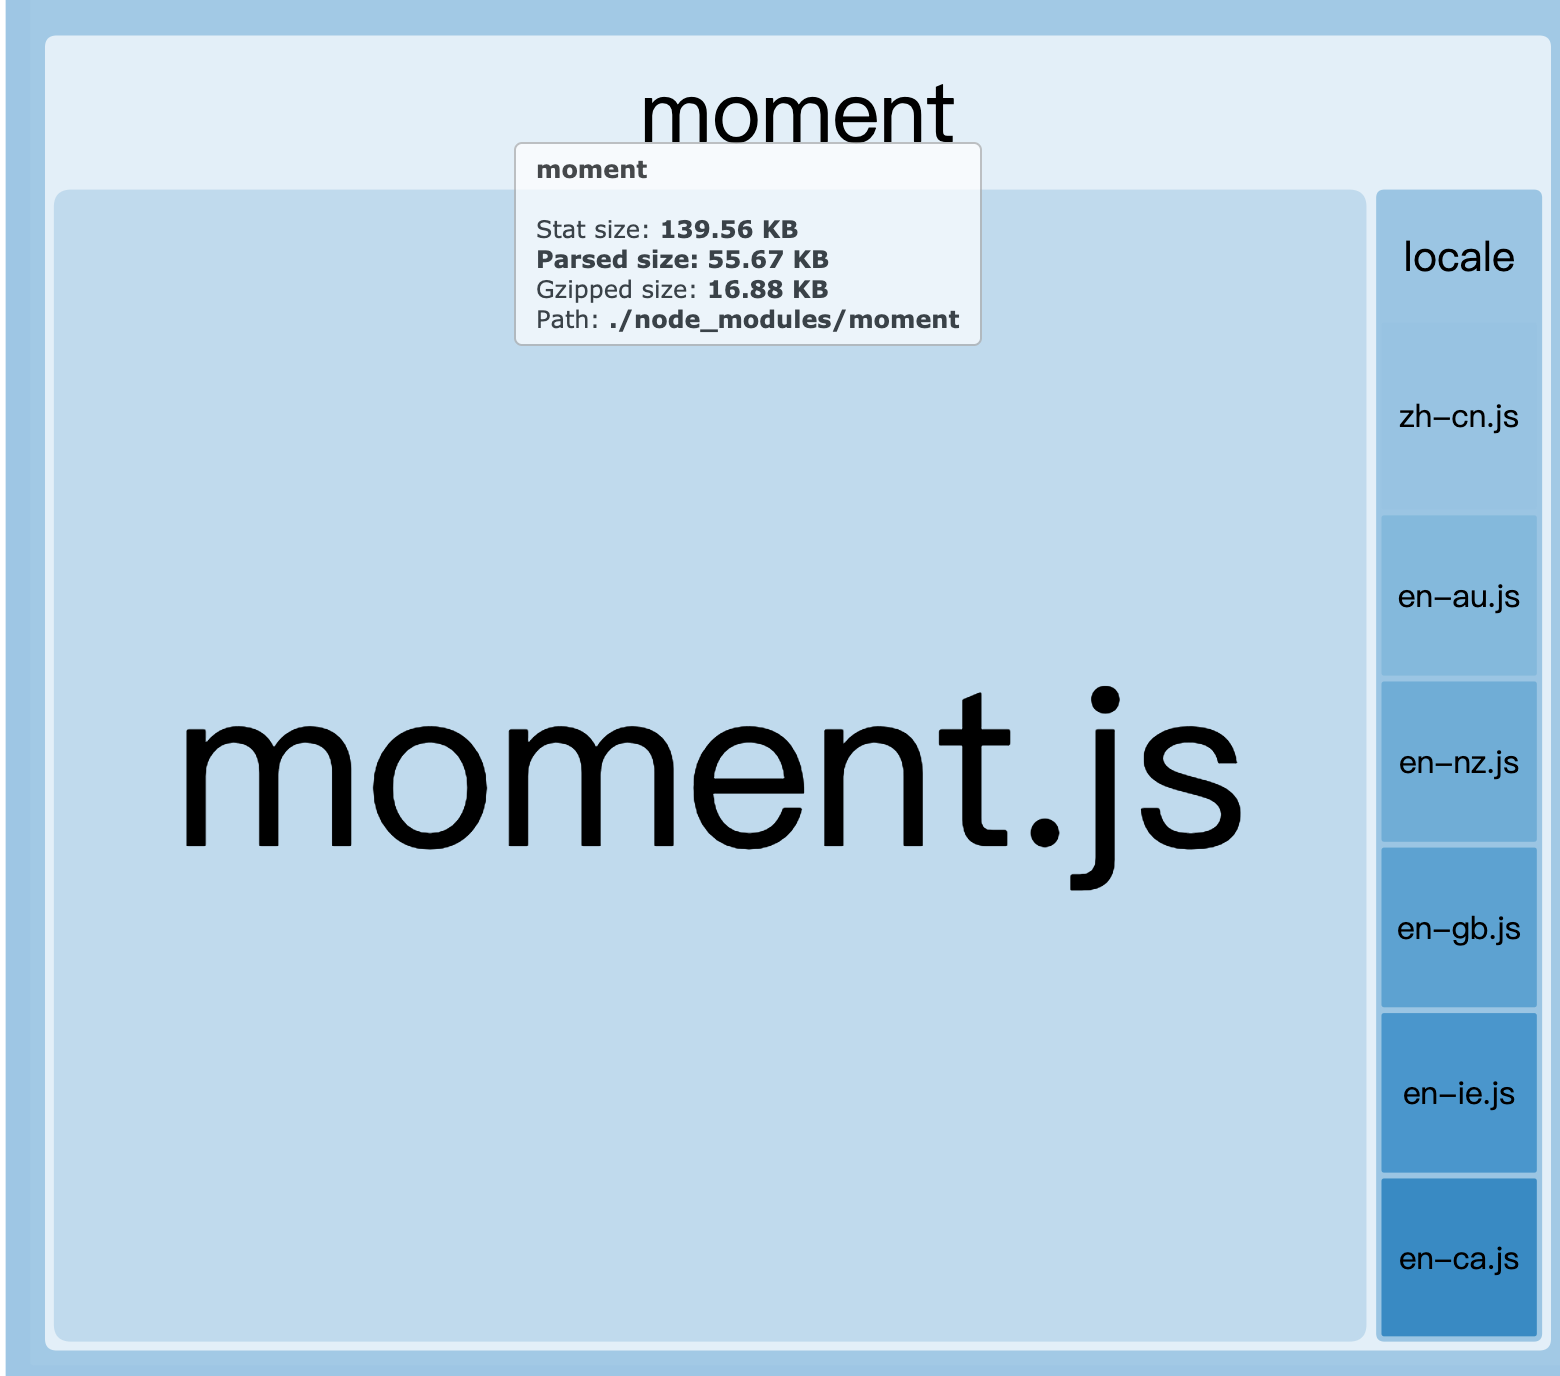 moment
moment
Stat size: 139.56 KB
Parsed size: 55.67 KB
Gzipped size: 16.88 KB
Path: ./node_modules/moment
locale
zh-cn.js
en-au.js
moment.js
en-nz.js
en-gb.js
en-ie.js
en-ca.js